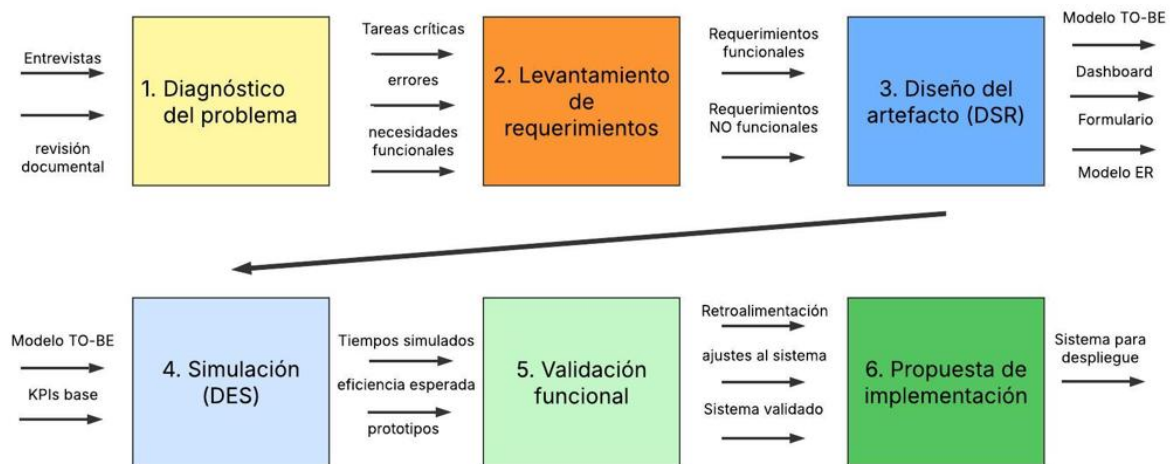 Entrevistas
revisión
documental
1. Diagnóstico
del problema
Tareas críticas
errores
necesidades
funcionales
2. Levantamiento
de
requerimientos
Requerimientos
funcionales
Requerimientos
NO funcionales
3. Diseño del
artefacto (DSR)
Modelo TO-BE
Dashboard
Formulario
Modelo ER
Modelo TO-BE
KPIs base
4. Simulación
(DES)
Tiempos simulados
eficiencia esperada
prototipos
5. Validación
funcional
Retroalimentación
ajustes al sistema
Sistema validado
6. Propuesta de
implementación
Sistema para
despliegue